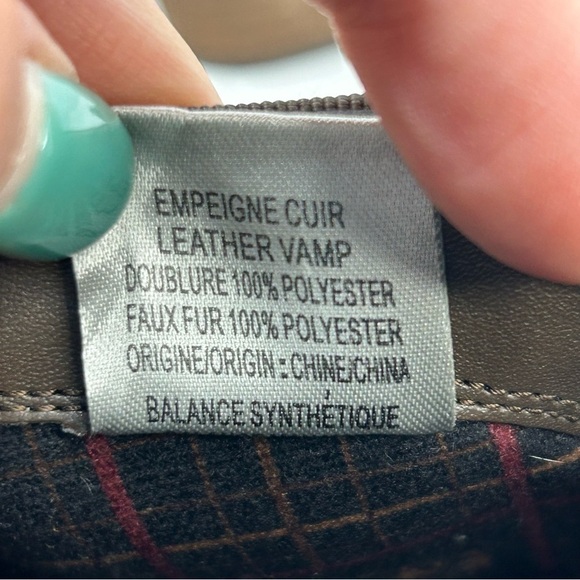 EMPEIGNE CUIR
LEATHER VAMP
DOUBLURE 100% POLYESTER
FAUX FUR 100% POLYESTER
ORIGINE/ORIGIN : CHINE/CHINA
BALANCE SYNTHÉTIQUE